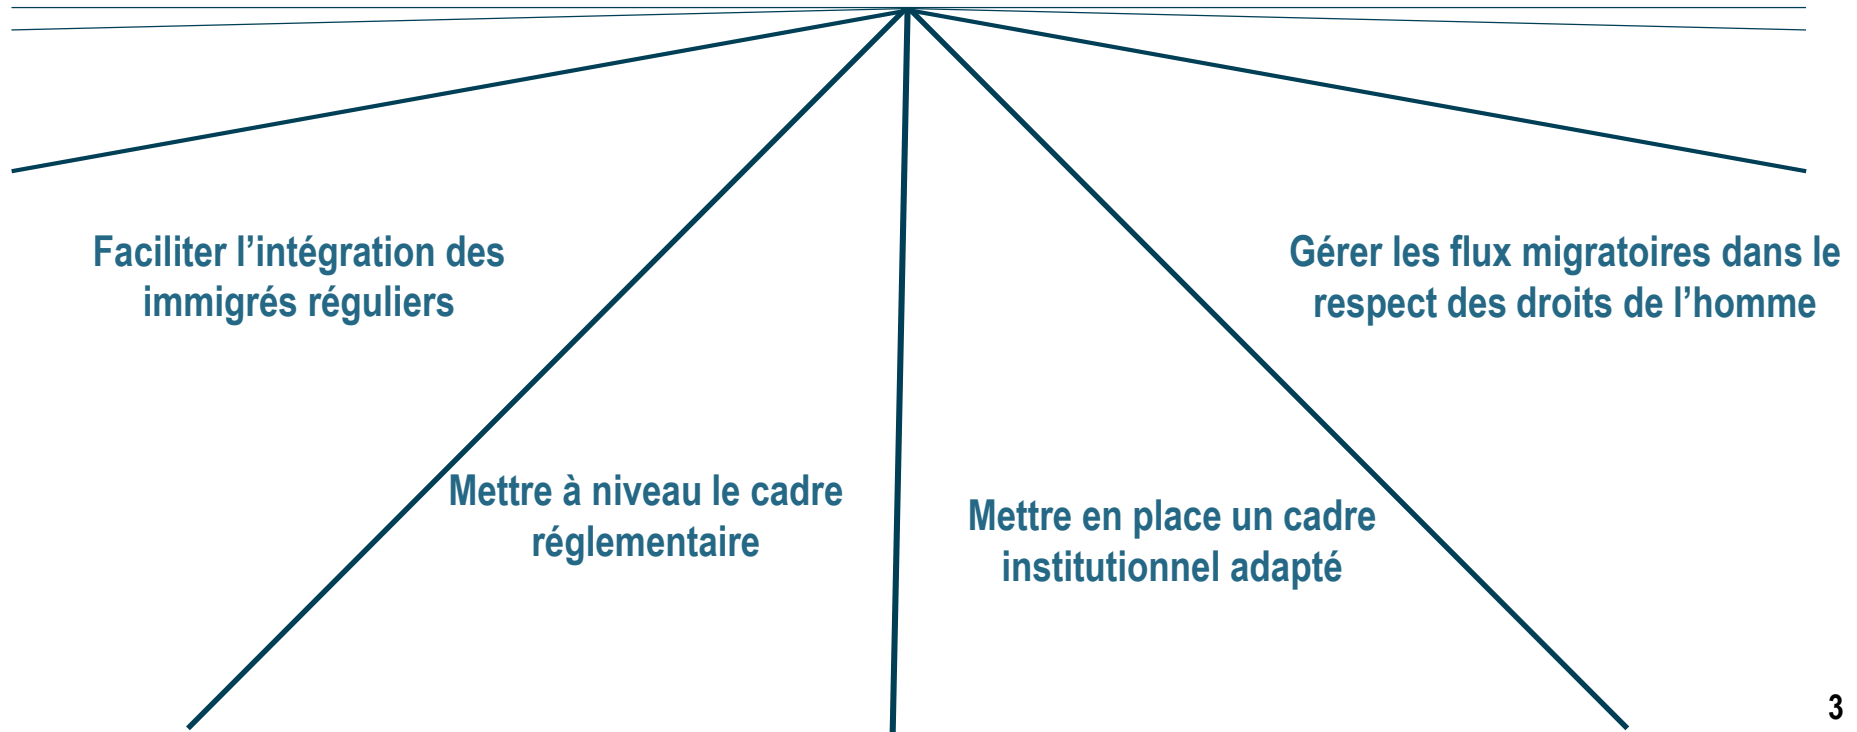 Faciliter l’intégration des
immigrés réguliers
Gérer les flux migratoires dans le
respect des droits de l’homme
Mettre à niveau le cadre
réglementaire
Mettre en place un cadre
institutionnel adapté
3